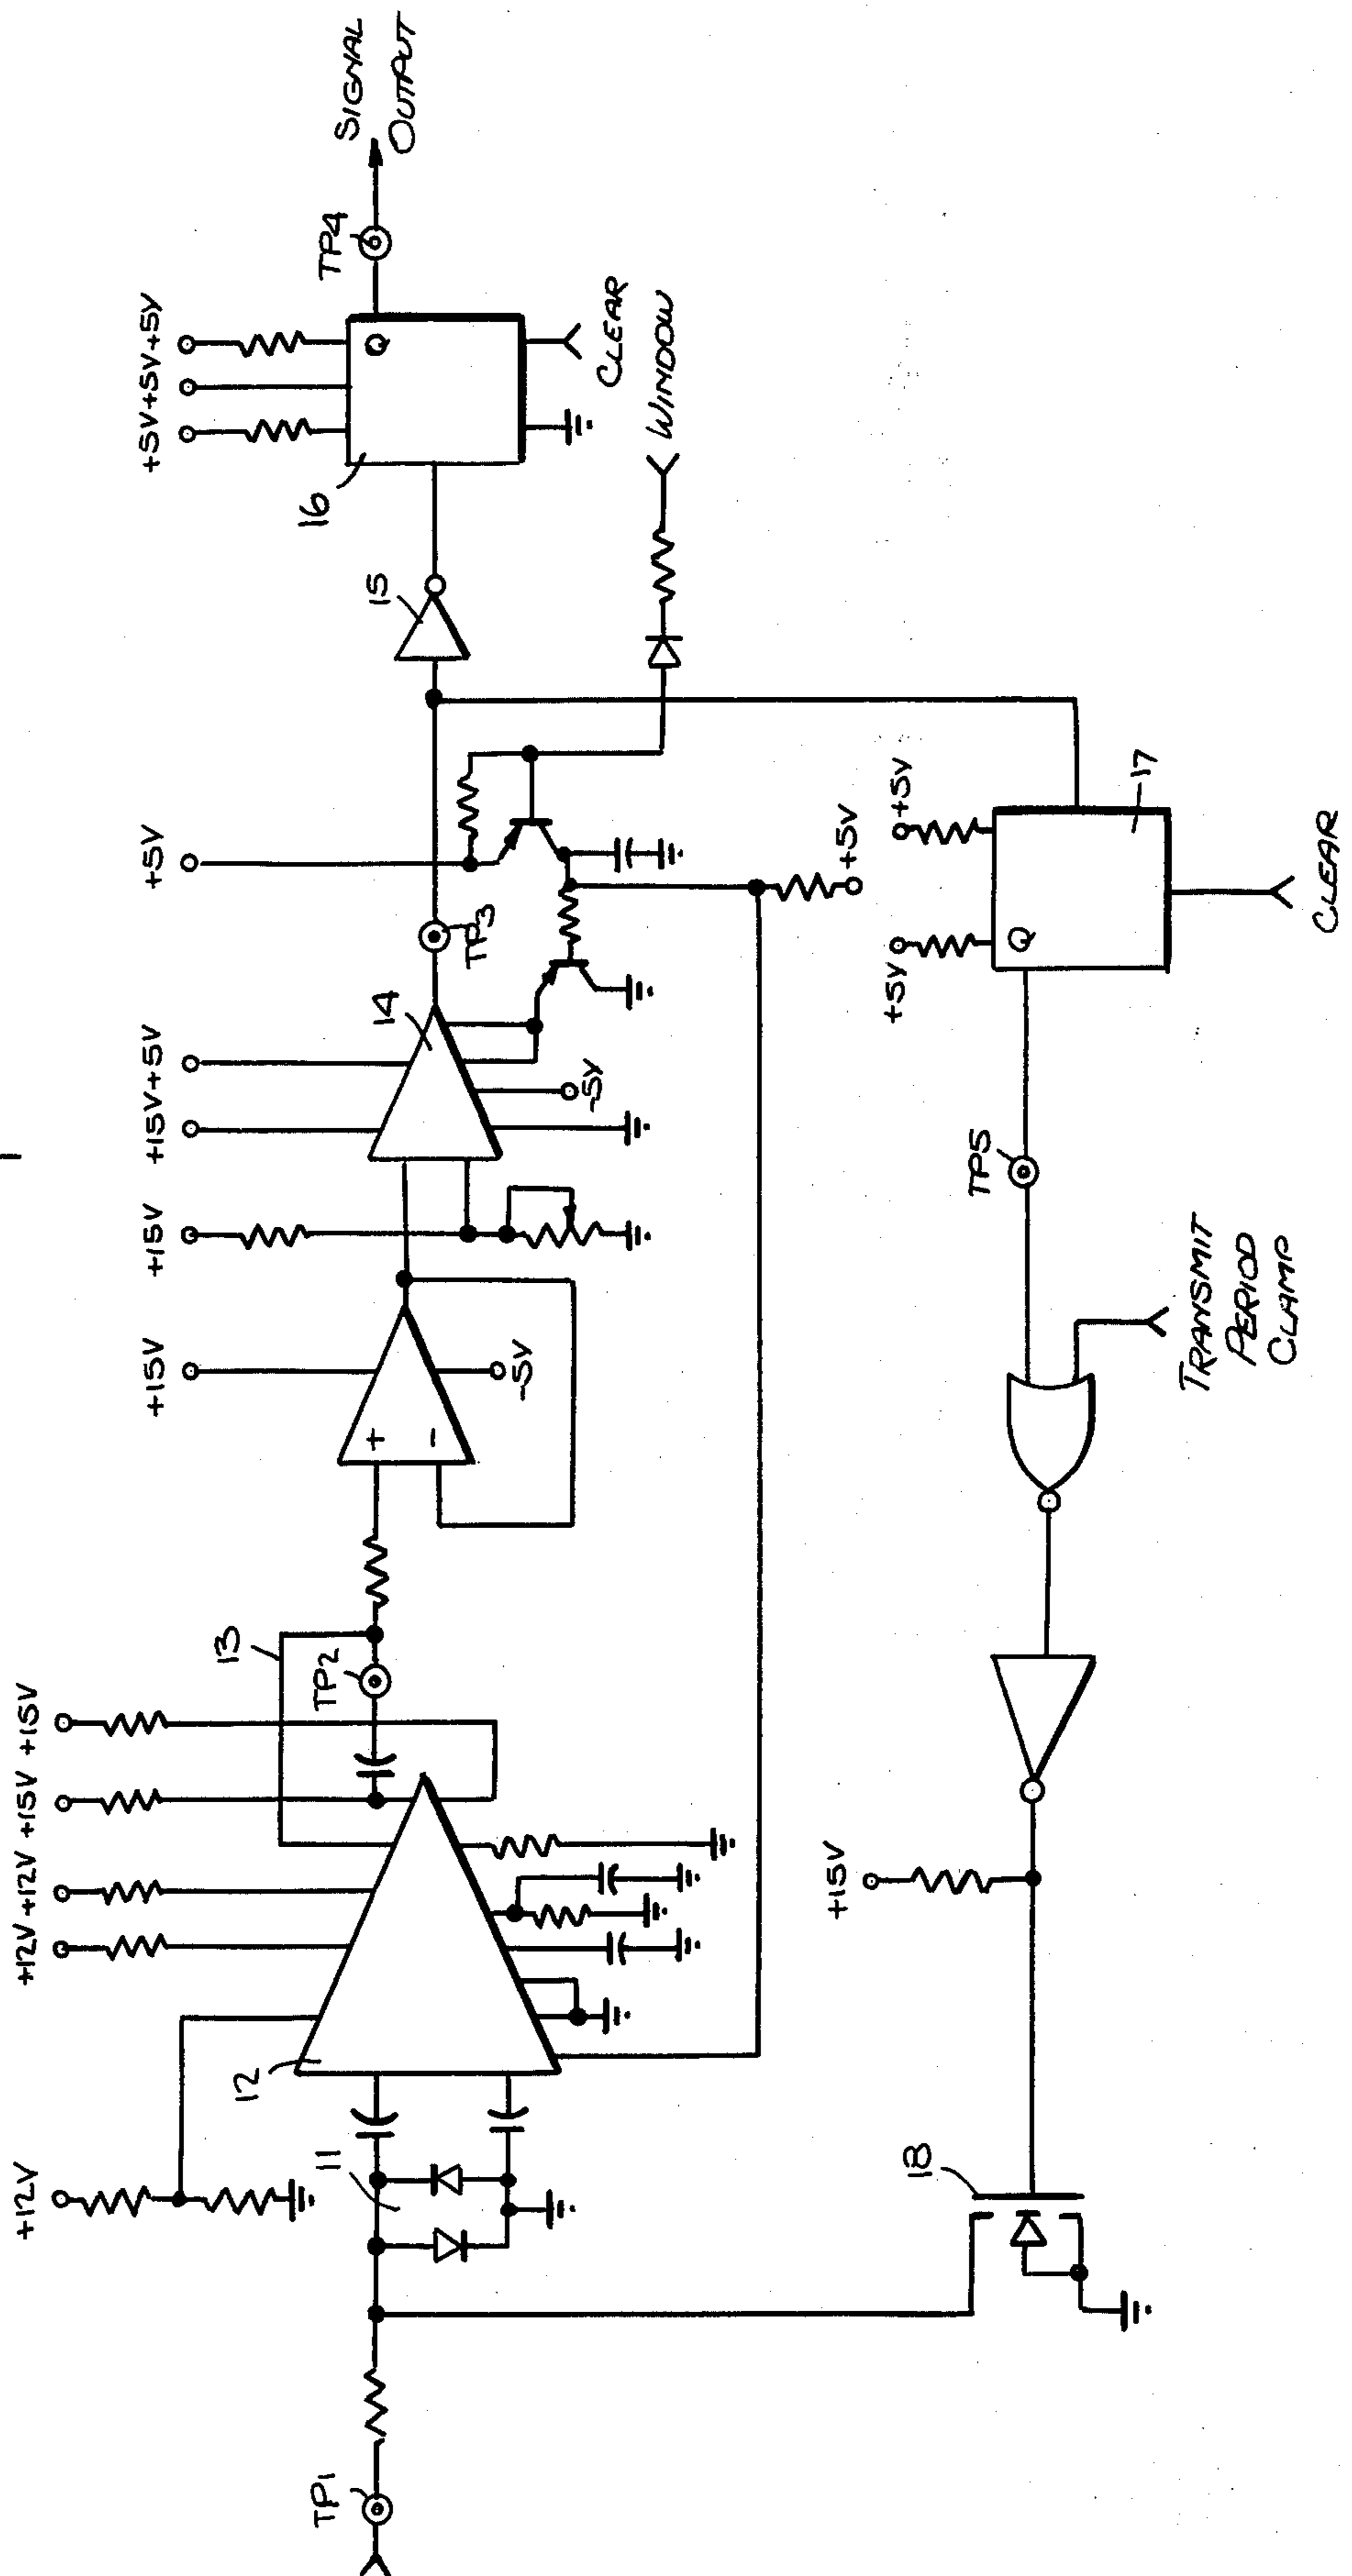 +12V
+12V +12V +15V +15V
12
11
13
TP1
TP2
+15V
-5V
+15V
+15V +5V
14
-5V
TP3
+5V
+5V
15
WINDOW
+5V +5V +5V
16
Q
CLEAR
TP4
SIGNAL
OUTPUT
18
+15V
TRANSMIT
PERIOD
CLAMP
TP5
+5V
+5V
Q
17
CLEAR
+
-